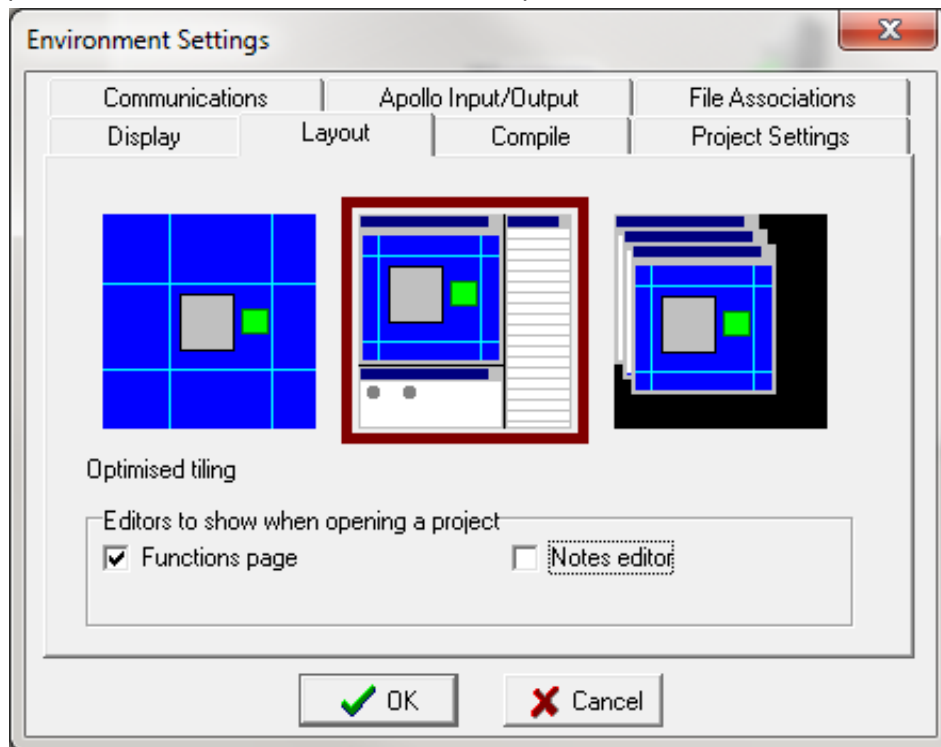 Environment Settings
Communications Apollo Input/Output File Associations
Display Layout Compile Project Settings
Optimised tiling
Editors to show when opening a project
Functions page Notes editor
OK Cancel